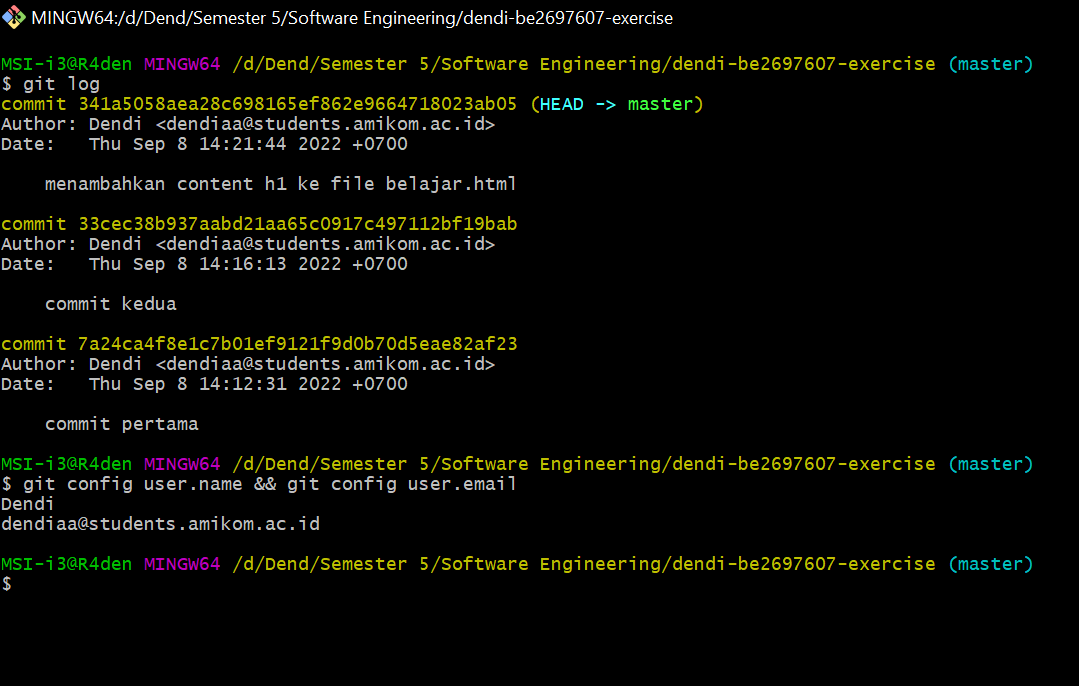 MINGW64:/d/Dend/Semester 5/Software Engineering/dendi-be2697607-exercise
MSI-i3@R4den MINGW64 /d/Dend/Semester 5/Software Engineering/dendi-be2697607-exercise (master)
$ git log
commit 341a5058aea28c698165ef862e9664718023ab05 (HEAD -> master)
Author: Dendi <dendiaa@students.amikom.ac.id>
Date:   Thu Sep 8 14:21:44 2022 +0700
    menambahkan content h1 ke file belajar.html
commit 33cec38b937aabd21aa65c0917c497112bf19bab
Author: Dendi <dendiaa@students.amikom.ac.id>
Date:   Thu Sep 8 14:16:13 2022 +0700
    commit kedua
commit 7a24ca4f8e1c7b01ef9121f9d0b70d5eae82af23
Author: Dendi <dendiaa@students.amikom.ac.id>
Date:   Thu Sep 8 14:12:31 2022 +0700
    commit pertama
MSI-i3@R4den MINGW64 /d/Dend/Semester 5/Software Engineering/dendi-be2697607-exercise (master)
$ git config user.name && git config user.email
Dendi
dendiaa@students.amikom.ac.id
MSI-i3@R4den MINGW64 /d/Dend/Semester 5/Software Engineering/dendi-be2697607-exercise (master)
$